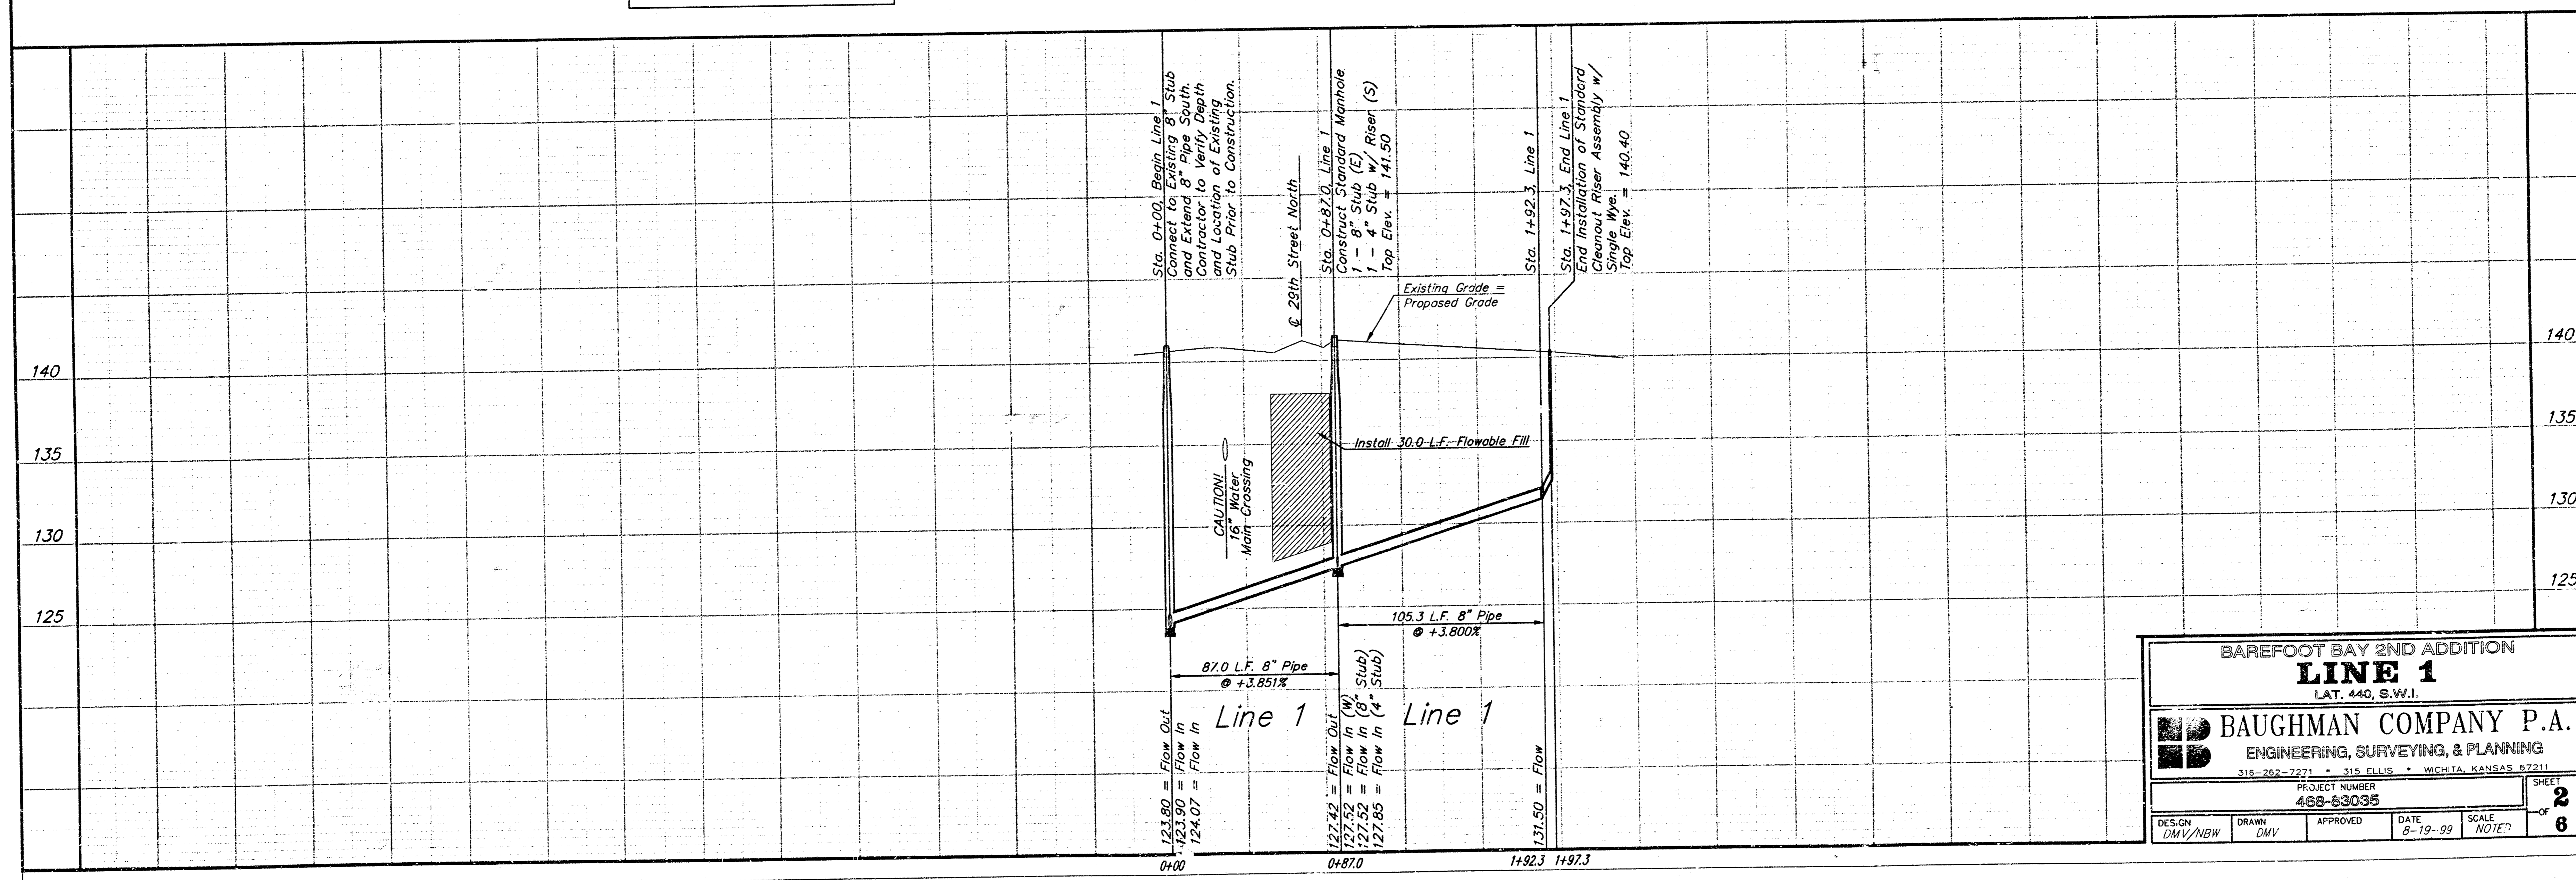 Sta. 0+00, Begin Line 1
Connect to Existing 8" Stub
and Extend 8" Pipe South.
Contractor to Verify Depth
and Location of Existing
Stub Prior to Construction.
℄ 29th Street North
Sta. 0+87.0, Line 1
Construct Standard Manhole
1 - 8" Stub (E)
1 - 4" Stub w/ Riser (S)
Top Elev. = 141.50
Sta. 1+92.3, Line 1
Sta. 1+97.3, End Line 1
End Installation of Standard
Cleanout Riser Assembly w/
Single Wye.
Top Elev. = 140.40
Existing Grade =
Proposed Grade
140
135
130
125
140
135
130
125
CAUTION!
16" Water
Main Crossing
Install 30.0 L.F. Flowable Fill
105.3 L.F. 8" Pipe
@ +3.800%
87.0 L.F. 8" Pipe
@ +3.851%
Line 1
Line 1
123.80 = Flow Out
123.90 = Flow In
124.07 = Flow In
127.42 = Flow Out
127.52 = Flow In (W)
127.52 = Flow In (8" Stub)
127.85 = Flow In (4" Stub)
131.50 = Flow
0+00
0+87.0
1+92.3
1+97.3
BAREFOOT BAY 2ND ADDITION
LINE 1
LAT. 440, S.W.I.
BAUGHMAN COMPANY P.A.
ENGINEERING, SURVEYING, & PLANNING
316-262-7271 * 315 ELLIS * WICHITA, KANSAS 67211
PROJECT NUMBER
468-83035
SHEET
2
OF
6
DESIGN
DMV/NBW
DRAWN
DMV
APPROVED
DATE
8-19-99
SCALE
NOTED